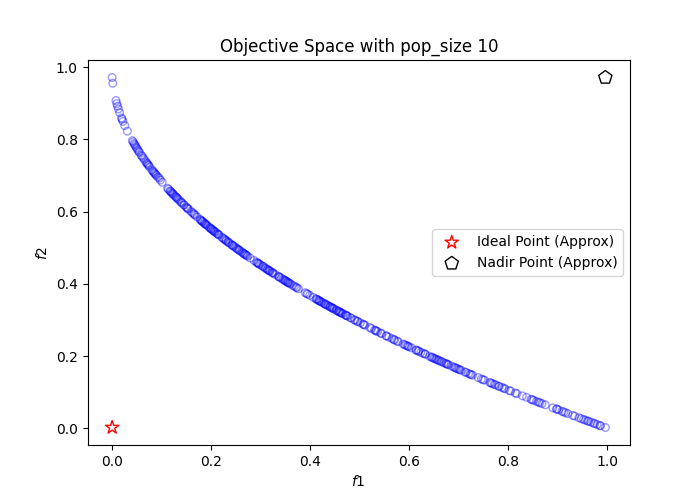 Objective Space with pop_size 10
1.0
0.8
0.6
0.4
0.2
0.0
f2
Ideal Point (Approx)
Nadir Point (Approx)
0.0 0.2 0.4 0.6 0.8 1.0
f1